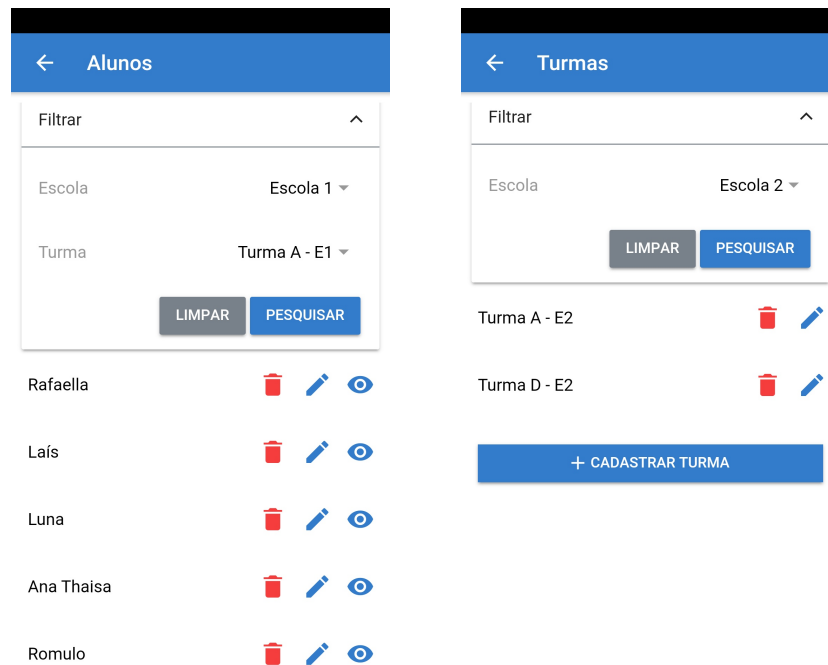 Alunos
Filtrar
Escola Escola 1
Turma Turma A - E1
LIMPAR PESQUISAR
Rafaella
Laís
Luna
Ana Thaisa
Romulo
Turmas
Filtrar
Escola Escola 2
LIMPAR PESQUISAR
Turma A - E2
Turma D - E2
+ CADASTRAR TURMA